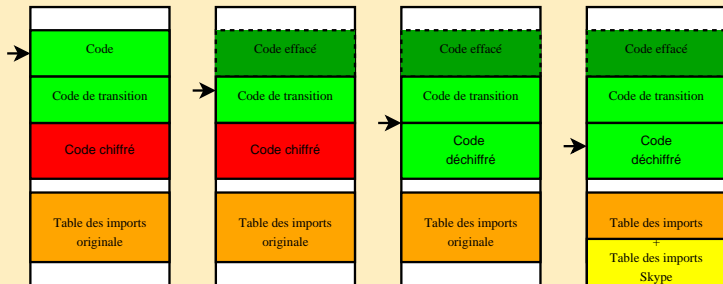 Code
Code de transition
Code chiffré
Table des imports
originale
Code effacé
Code de transition
Code chiffré
Table des imports
originale
Code effacé
Code de transition
Code
déchiffré
Table des imports
originale
Code effacé
Code de transition
Code
déchiffré
Table des imports
+
Table des imports
Skype